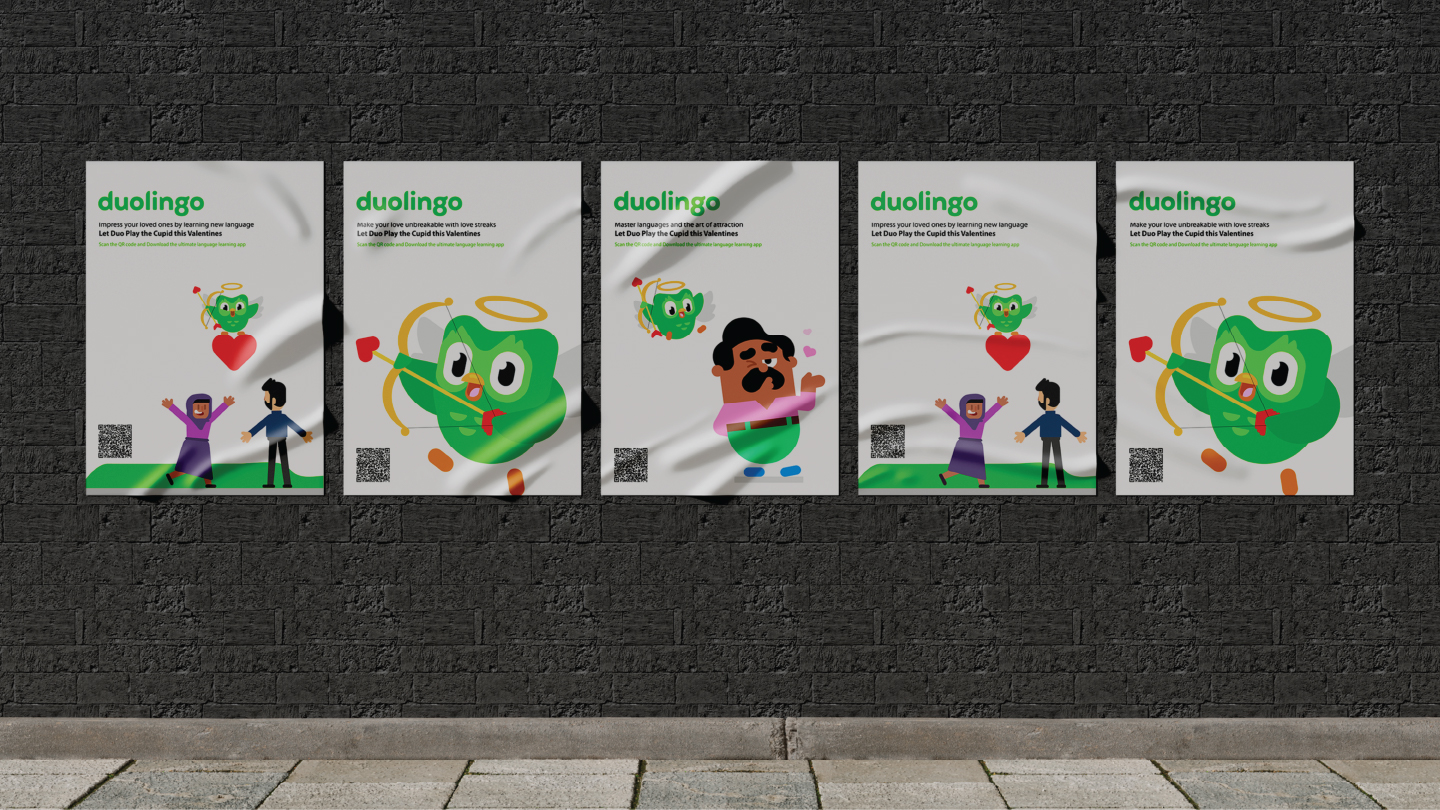 duolingo
Impress your loved ones by learning new language
Let Duo Play the Cupid this Valentines
Scan the QR code and Download the ultimate language learning app
duolingo
Make your love unbreakable with love streaks
Let Duo Play the Cupid this Valentines
Scan the QR code and Download the ultimate language learning app
duolingo
Master languages and the art of attraction
Let Duo Play the Cupid this Valentines
Scan the QR code and Download the ultimate language learning app
duolingo
Impress your loved ones by learning new language
Let Duo Play the Cupid this Valentines
Scan the QR code and Download the ultimate language learning app
duolingo
Make your love unbreakable with love streaks
Let Duo Play the Cupid this Valentines
Scan the QR code and Download the ultimate language learning app